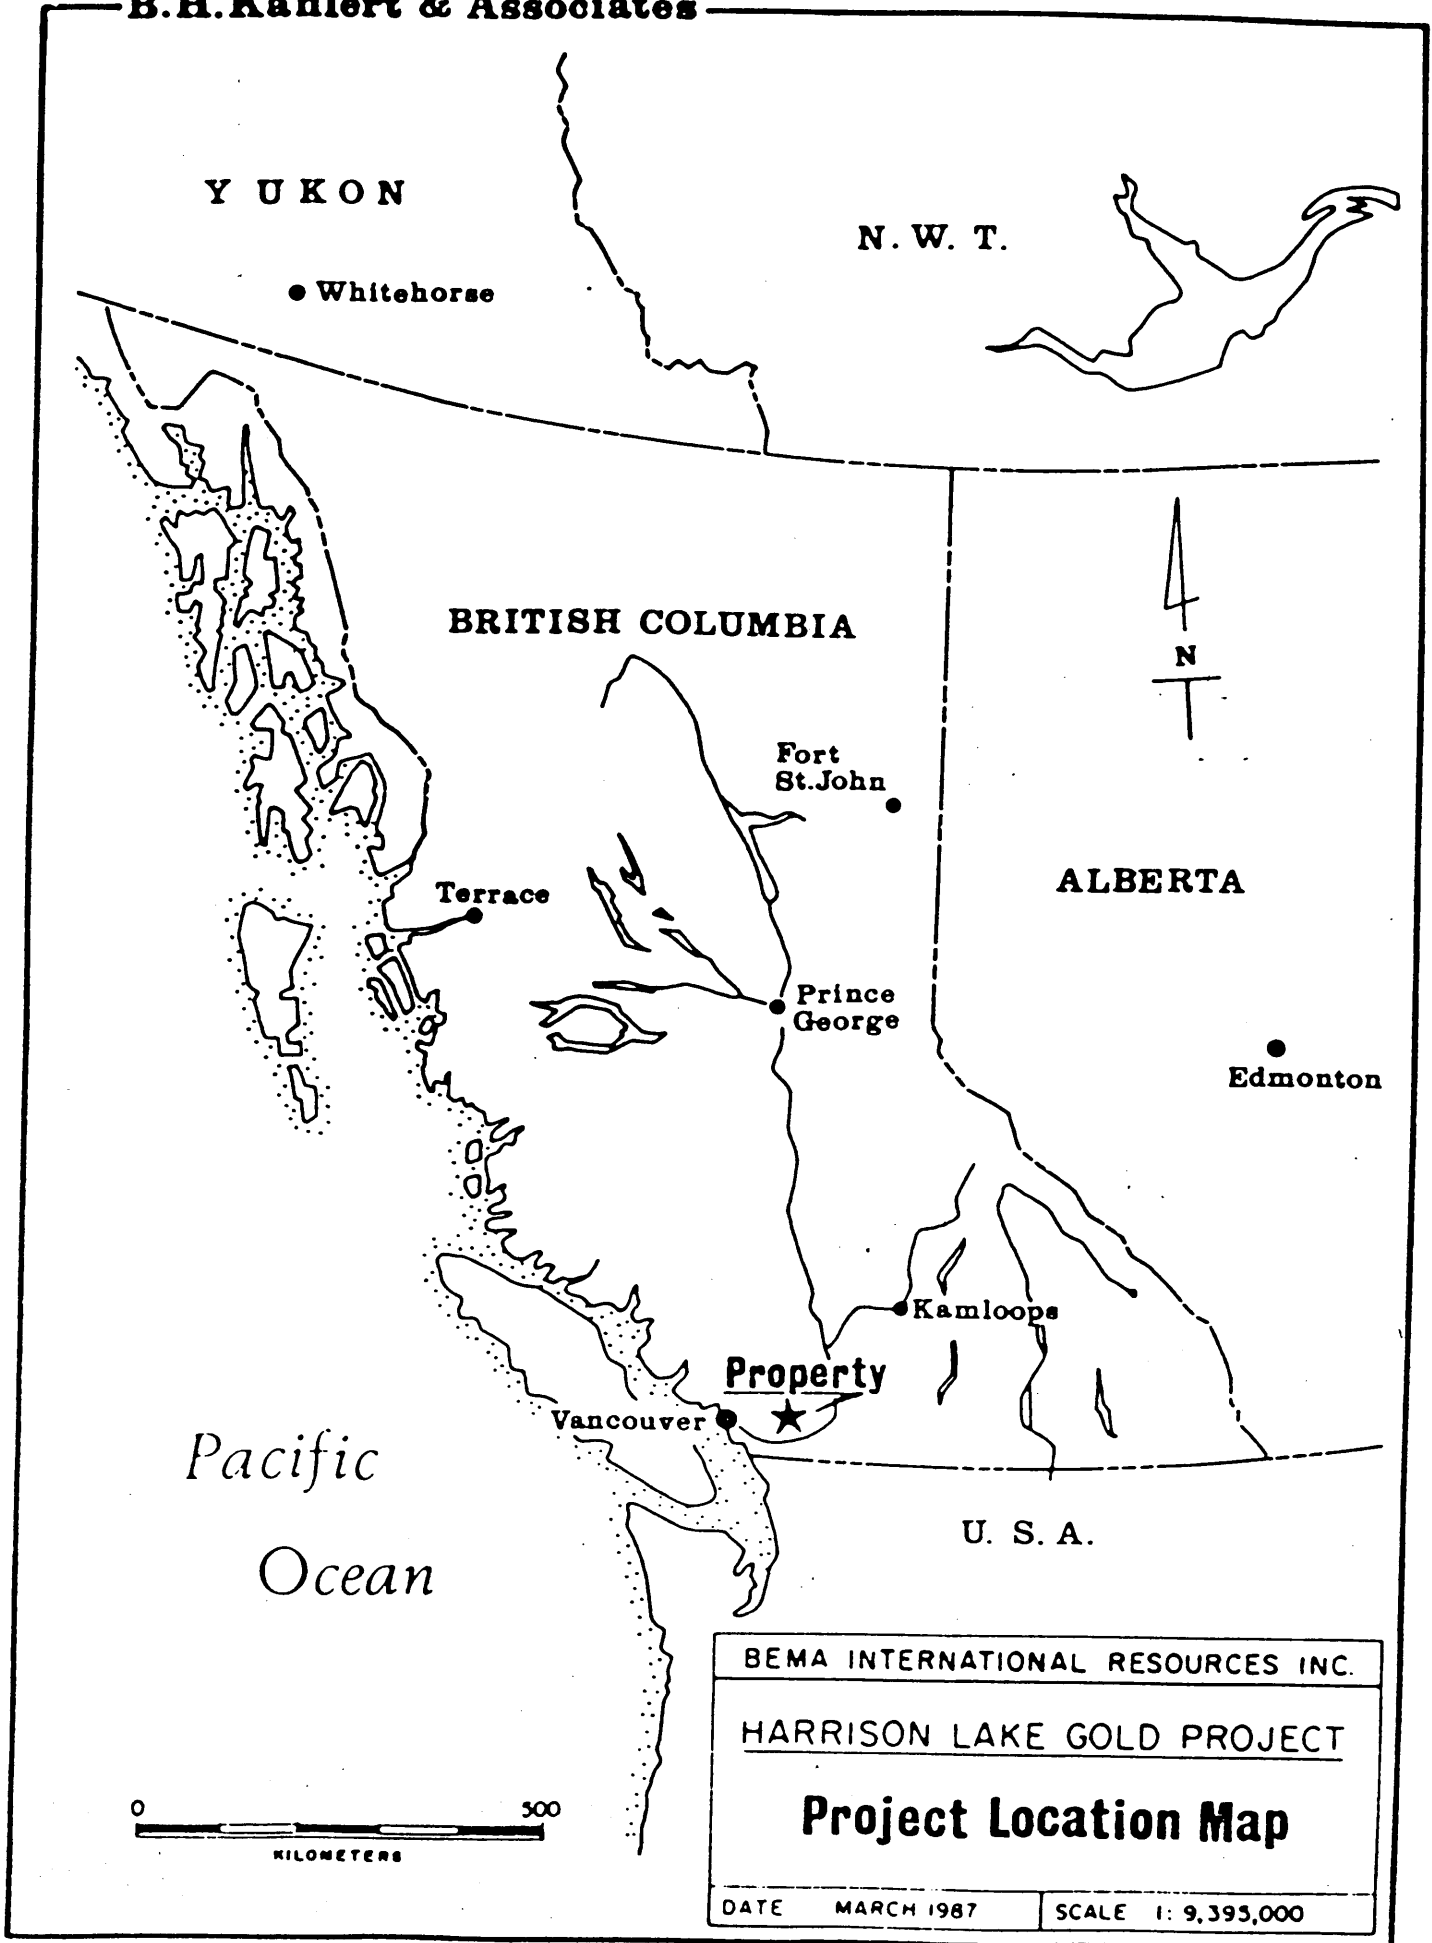 B.H.Kahlert & Associates
YUKON
N.W.T.
Whitehorse
BRITISH COLUMBIA
N
Fort
St.John
ALBERTA
Terrace
Prince
George
Edmonton
Kamloops
Property
Vancouver
Pacific
Ocean
U.S.A.
BEMA INTERNATIONAL RESOURCES INC.
HARRISON LAKE GOLD PROJECT
Project Location Map
0 500
KILOMETERS
DATE MARCH 1987
SCALE 1: 9,395,000